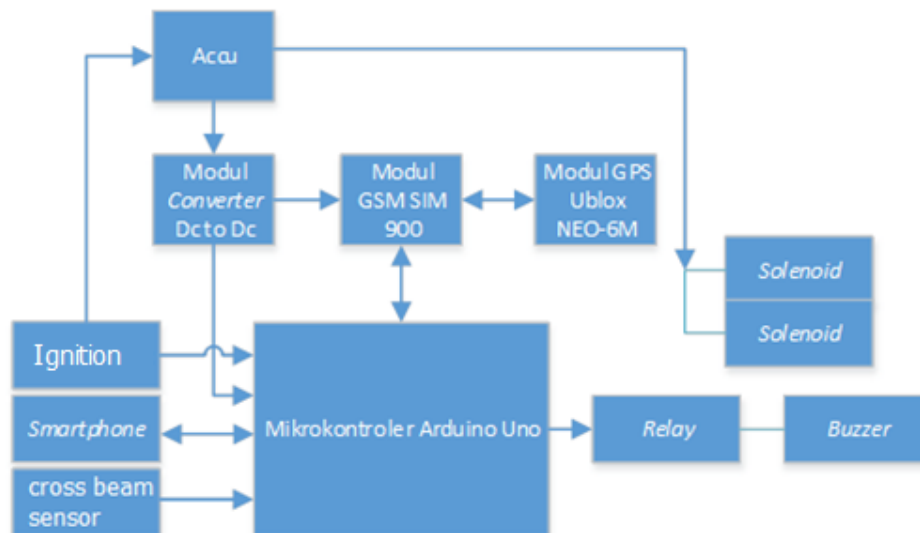 Accu
Modul
Converter
Dc to Dc
Modul
GSM SIM
900
Modul GPS
Ublox
NEO-6M
Solenoid
Solenoid
Ignition
Smartphone
cross beam
sensor
Mikrokontroler Arduino Uno
Relay
Buzzer